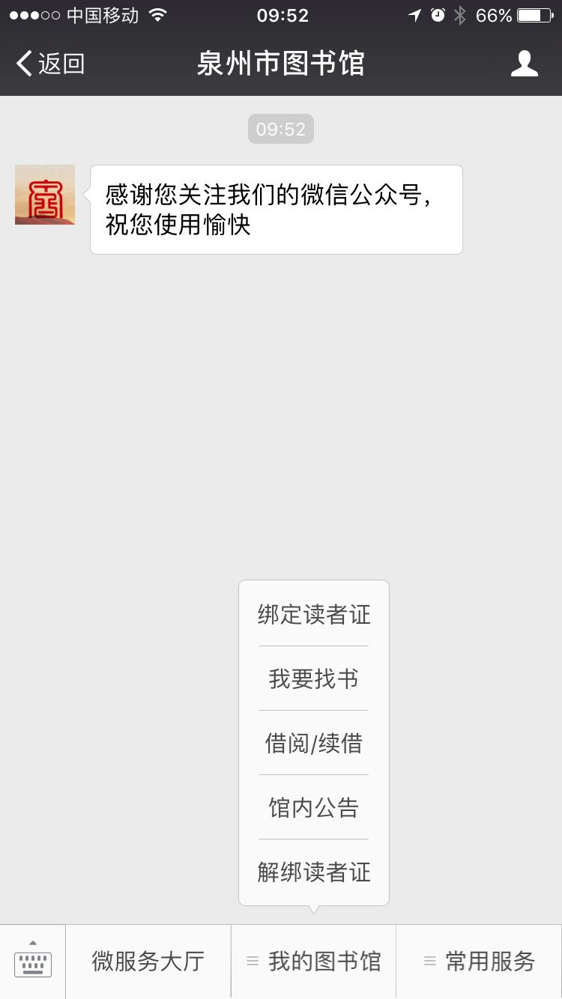 中国移动 09:52 66%
返回 泉州市图书馆
09:52
感谢您关注我们的微信公众号,
祝您使用愉快
绑定读者证
我要找书
借阅/续借
馆内公告
解绑读者证
微服务大厅 我的图书馆 常用服务